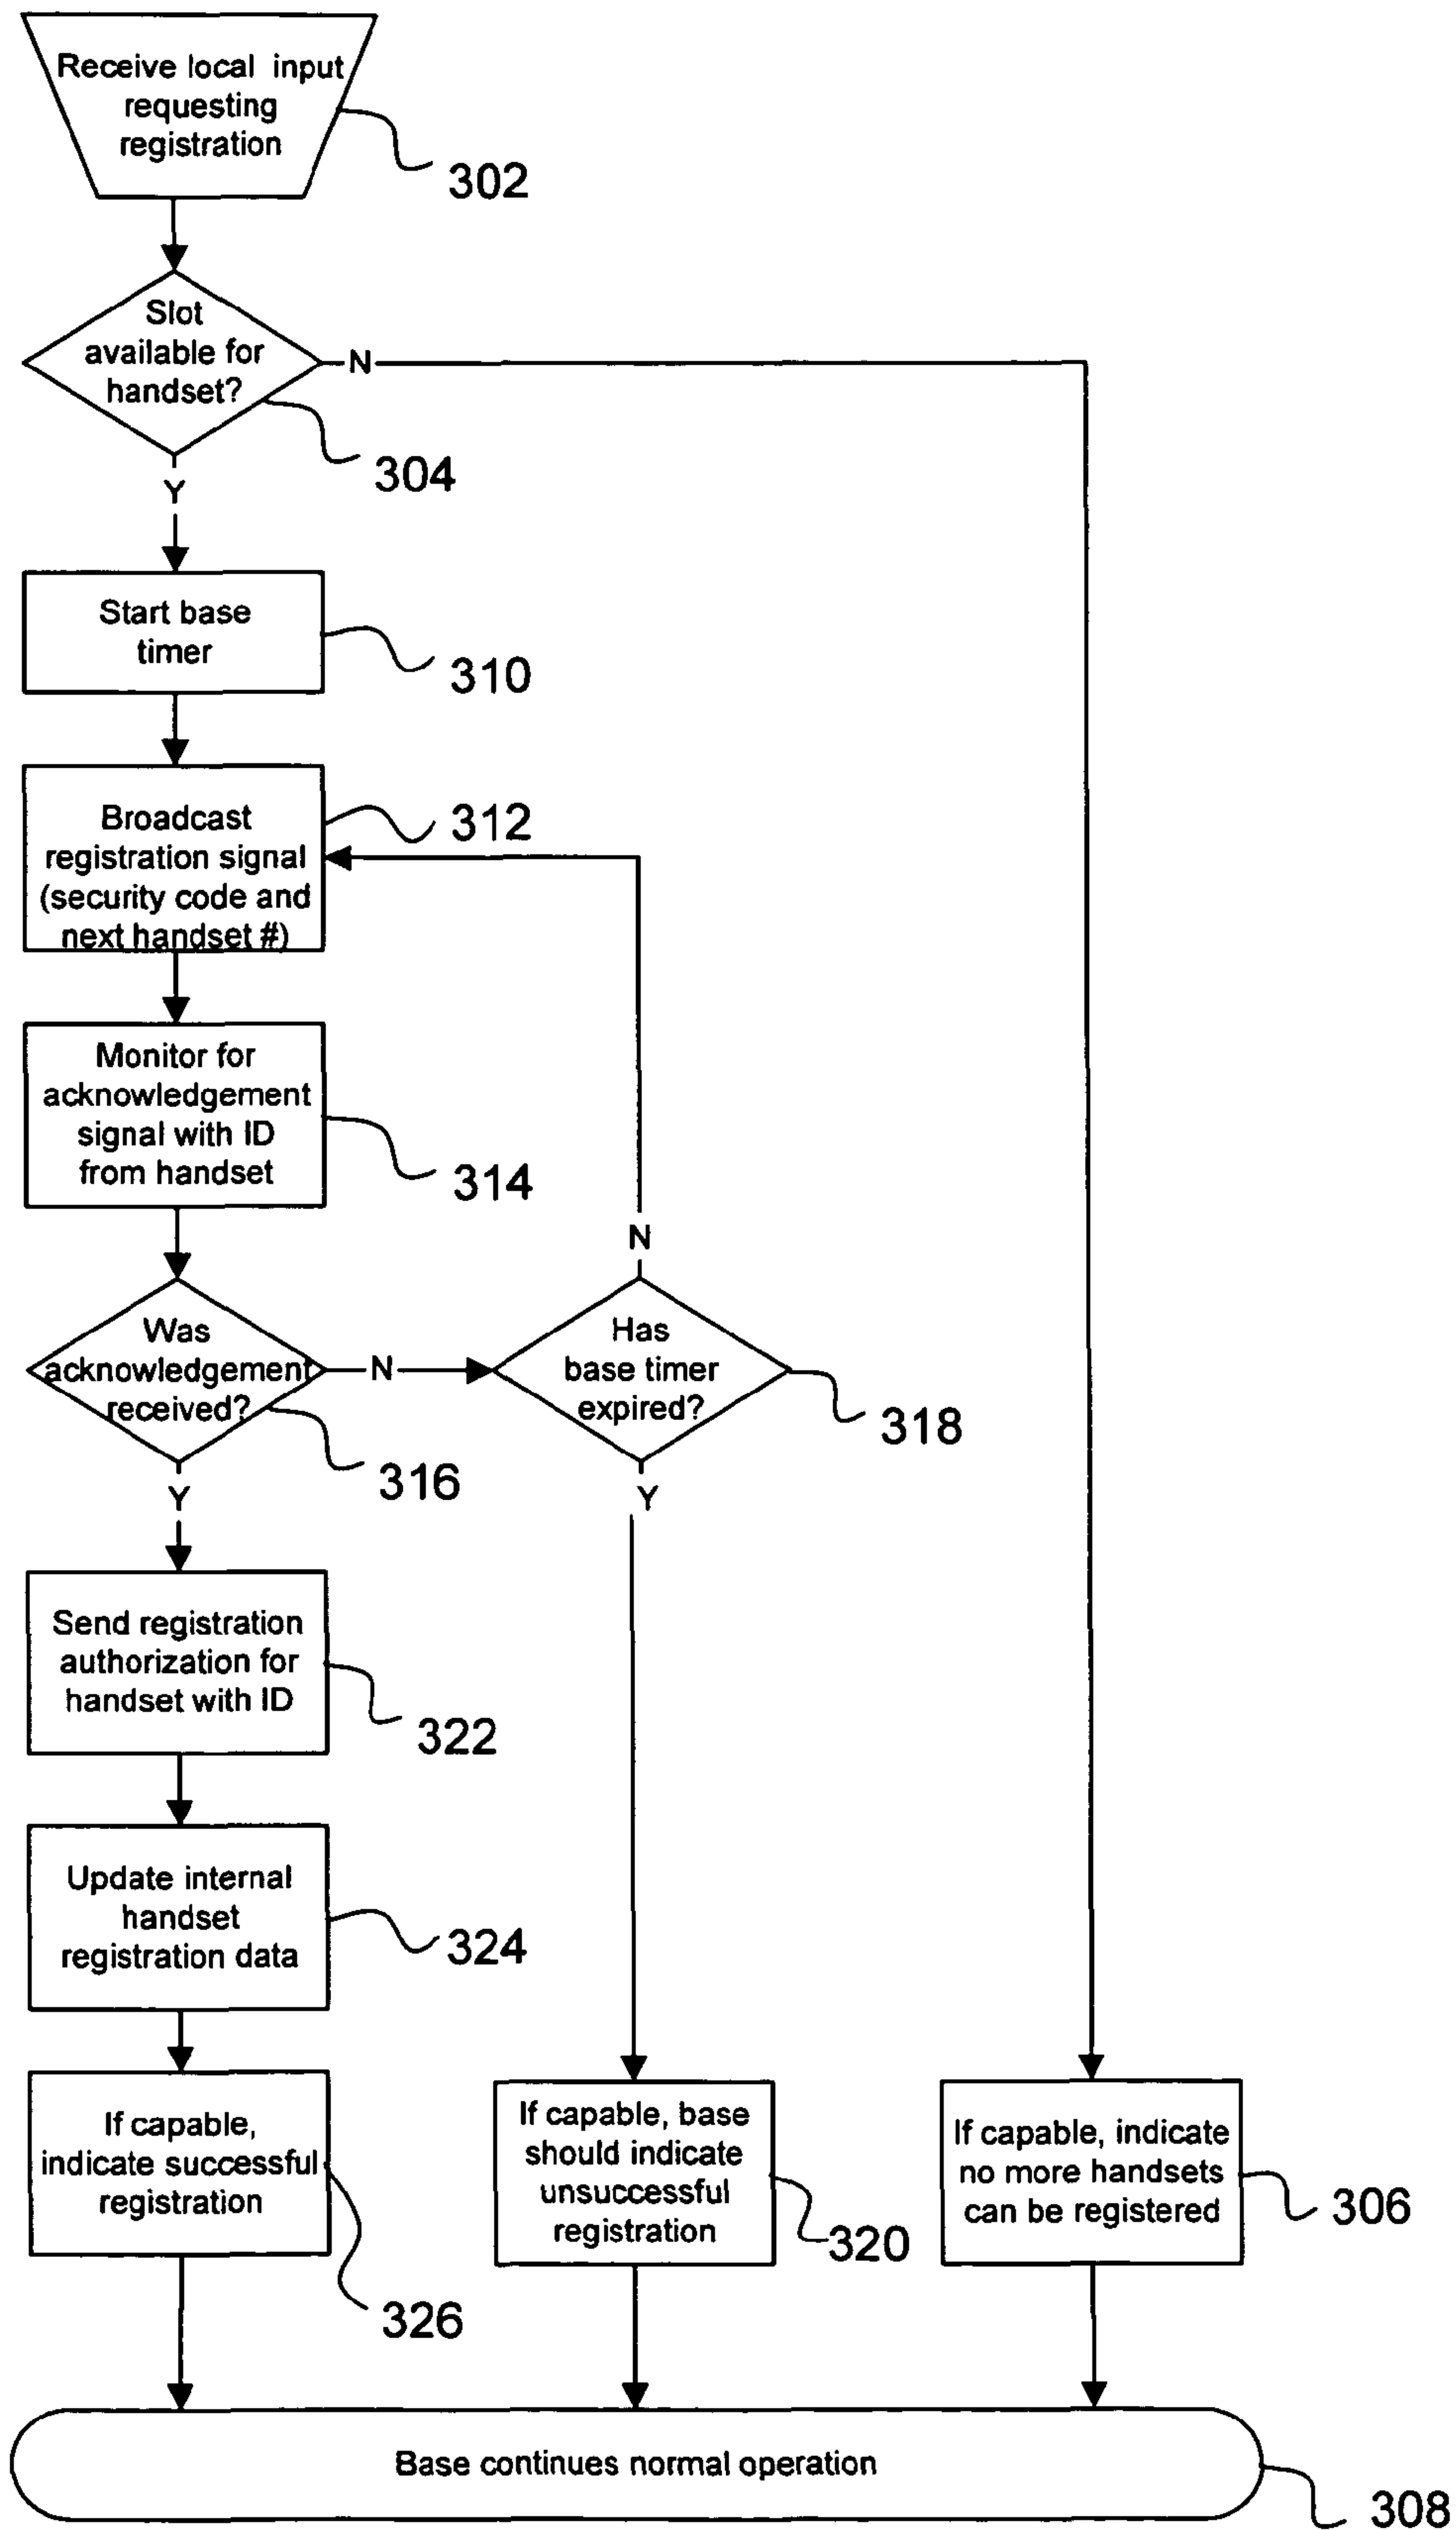 Receive local input
requesting
registration
302
Slot
available for
handset?
N
304
Y
Start base
timer
310
Broadcast
registration signal
(security code and
next handset #)
312
Monitor for
acknowledgement
signal with ID
from handset
314
N
Was
acknowledgement
received?
N
Has
base timer
expired?
318
316
Y
Y
Send registration
authorization for
handset with ID
322
Update internal
handset
registration data
324
If capable,
indicate successful
registration
326
If capable, base
should indicate
unsuccessful
registration
320
If capable, indicate
no more handsets
can be registered
306
Base continues normal operation
308